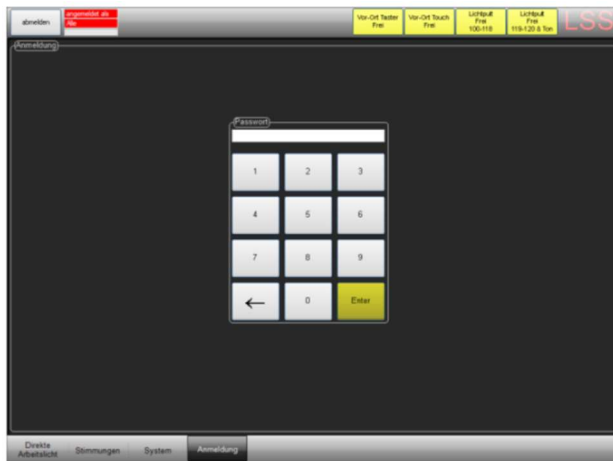 abmelden
angemeldet als
Alle
Vor-Ort Taster
Frei
Vor-Ort Touch
Frei
Lichtpult
Frei
100-118
Lichtpult
Frei
119-120 & Ton
LSS
Anmeldung
Passwort
1 2 3
4 5 6
7 8 9
← 0 Enter
Direkte
Arbeitslicht
Stimmungen
System
Anmeldung